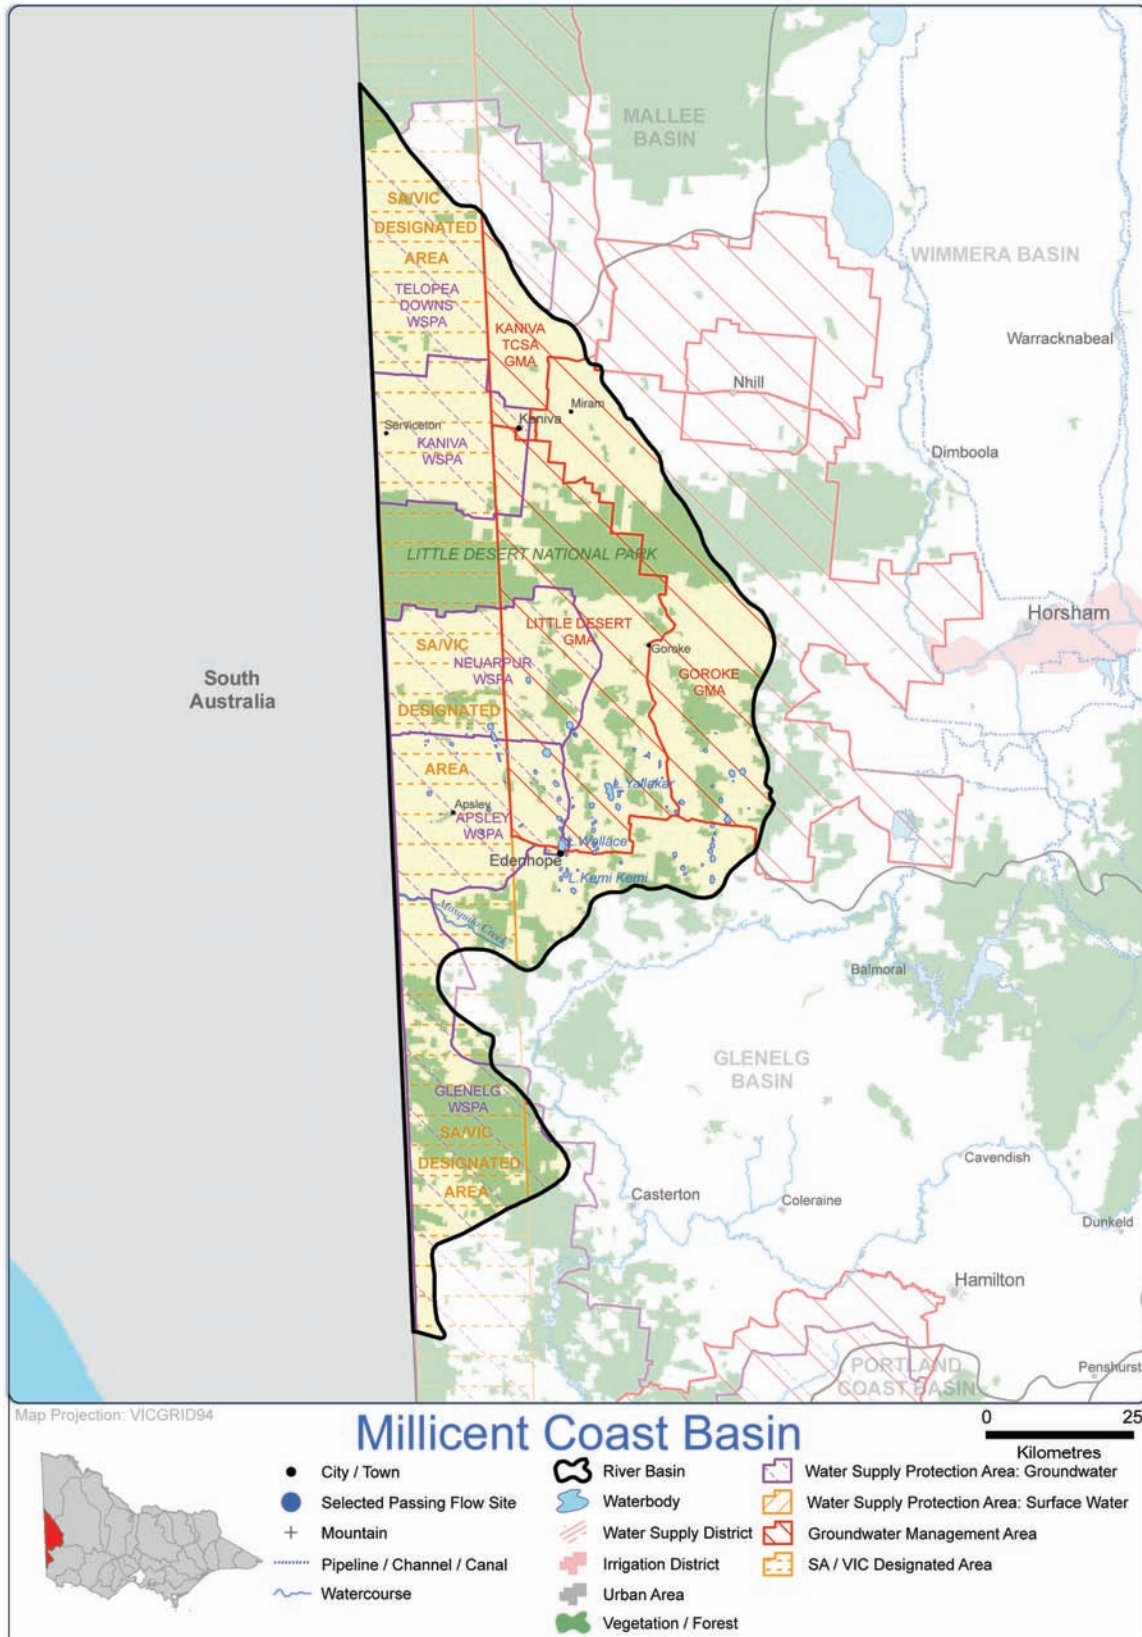 MALLEE
BASIN
SA/VIC
DESIGNATED
AREA
WIMMERA BASIN
TELOPEA
DOWNS
WSPA
KANIVA
TCSA
GMA
Warracknabeal
Nhill
Miram
Kaniva
Serviceton
KANIVA
WSPA
Dimboola
LITTLE DESERT NATIONAL PARK
Horsham
LITTLE DESERT
GMA
SA/VIC
Goroke
NEUARPUR
WSPA
GOROKE
GMA
South
Australia
DESIGNATED
AREA
L. Yallakar
Apsley
APSLEY
WSPA
L. Wallace
Edenhope
L. Kemi Kemi
Mosquito Creek
Balmoral
GLENELG
BASIN
GLENELG
WSPA
SA/VIC
DESIGNATED
AREA
Cavendish
Casterton
Coleraine
Dunkeld
Hamilton
PORTLAND
COAST BASIN
Penshurst
Map Projection: VICGRID94
Millicent Coast Basin
0 25
Kilometres
City / Town
Selected Passing Flow Site
Mountain
Pipeline / Channel / Canal
Watercourse
River Basin
Waterbody
Water Supply District
Irrigation District
Urban Area
Vegetation / Forest
Water Supply Protection Area: Groundwater
Water Supply Protection Area: Surface Water
Groundwater Management Area
SA / VIC Designated Area